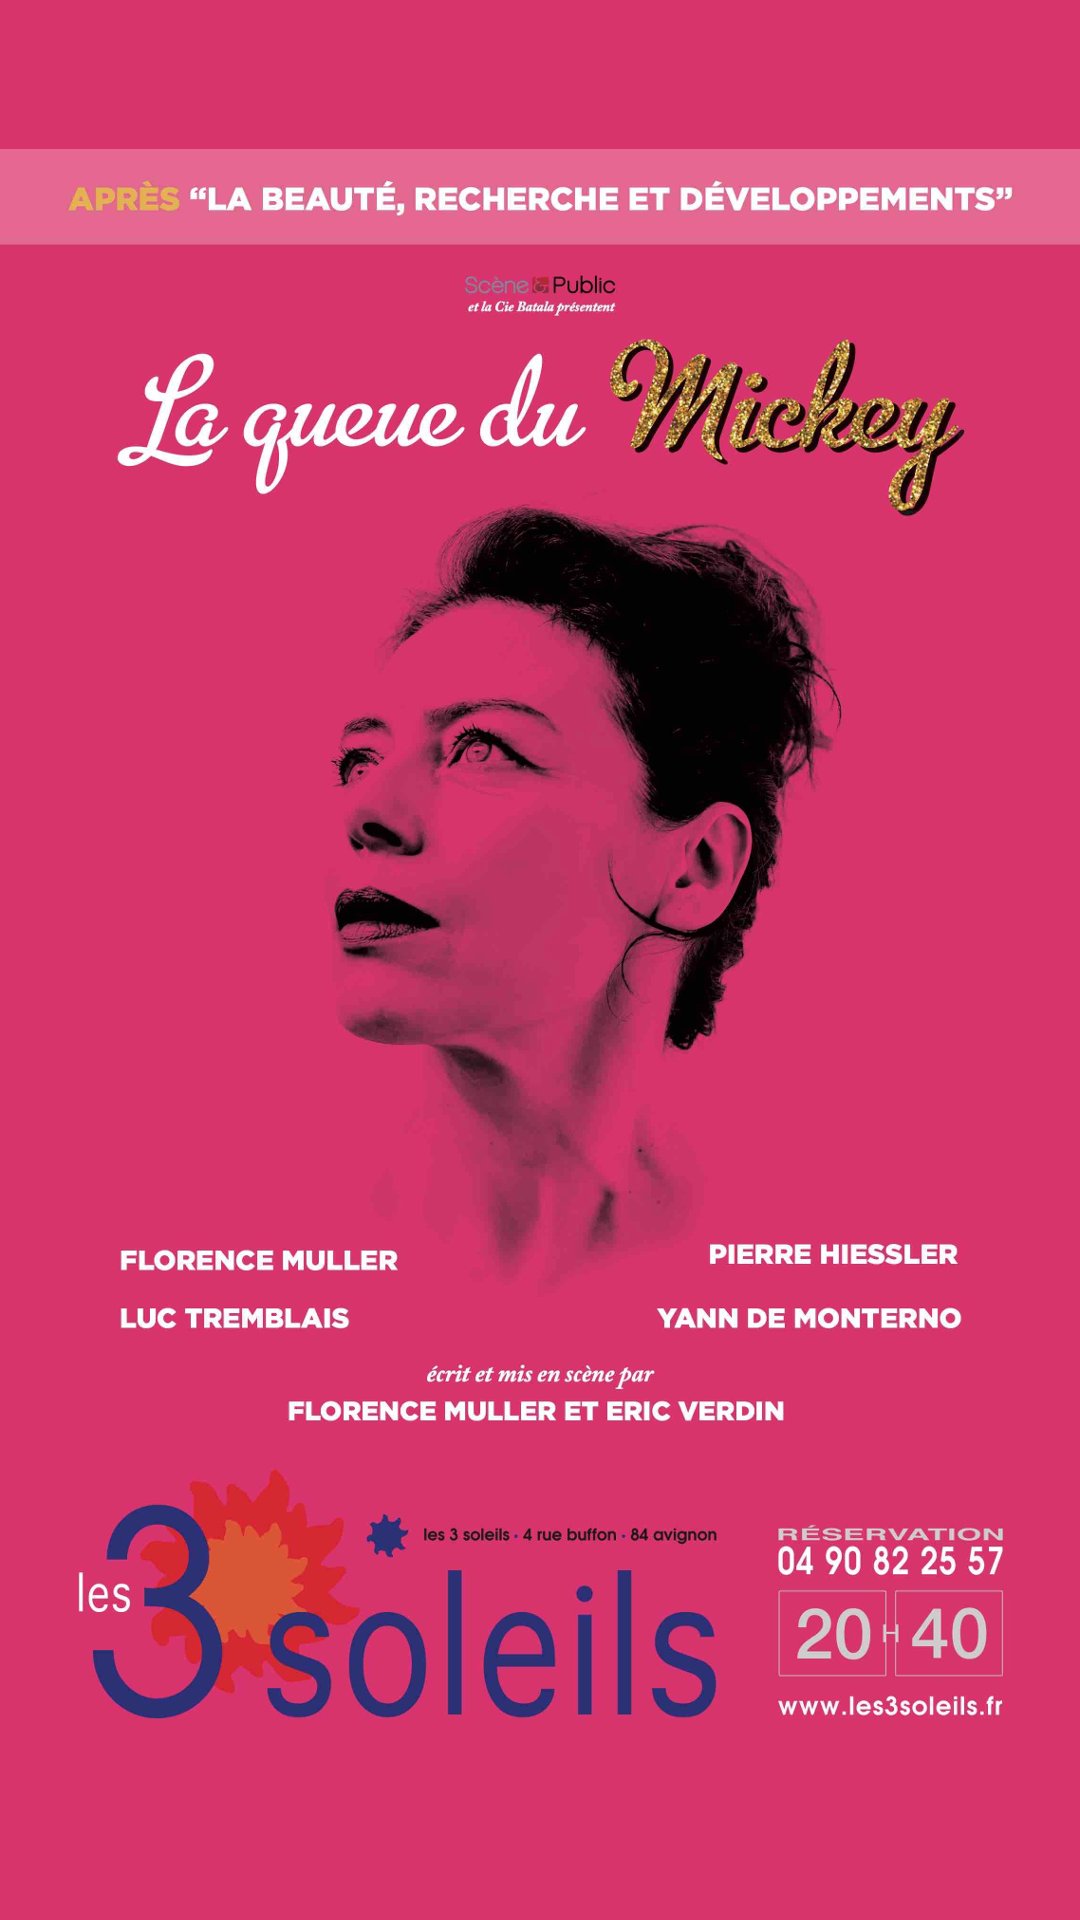 APRÈS “LA BEAUTÉ, RECHERCHE ET DÉVELOPPEMENTS”
Scène & Public
et la Cie Batala présentent
La queue du Mickey
FLORENCE MULLER
PIERRE HIESSLER
LUC TREMBLAIS
YANN DE MONTERNO
écrit et mis en scène par
FLORENCE MULLER ET ERIC VERDIN
les 3 soleils
les 3 soleils • 4 rue buffon • 84 avignon
RÉSERVATION
04 90 82 25 57
20 H 40
www.les3soleils.fr